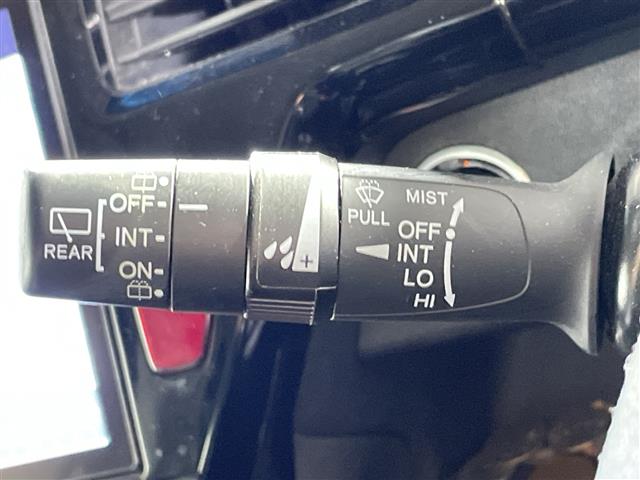 REAR
OFF
INT
ON
+
PULL
MIST
OFF
INT
LO
HI